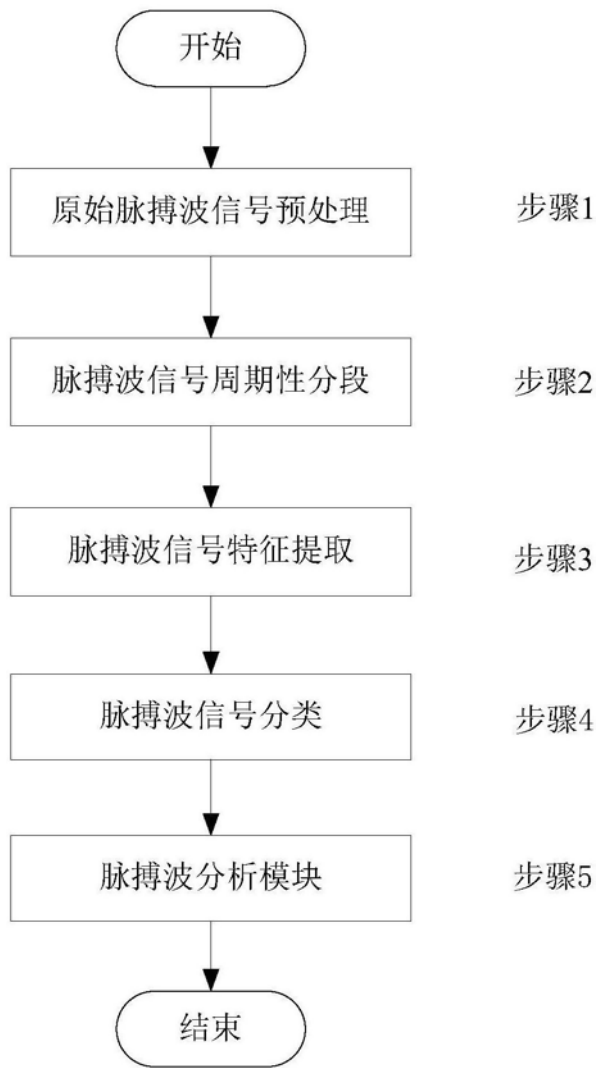 开始
原始脉搏波信号预处理 步骤1
脉搏波信号周期性分段 步骤2
脉搏波信号特征提取 步骤3
脉搏波信号分类 步骤4
脉搏波分析模块 步骤5
结束